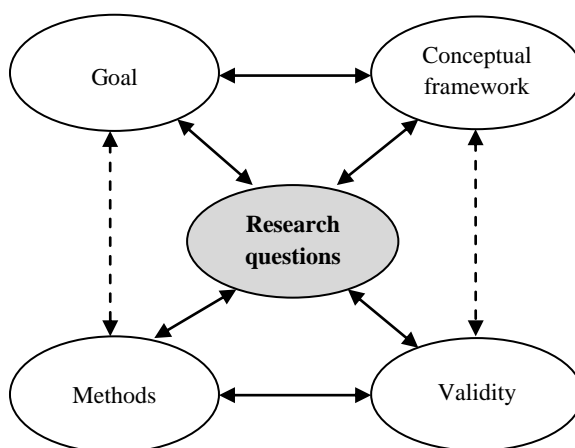 Goal
Conceptual
framework
Research
questions
Methods
Validity